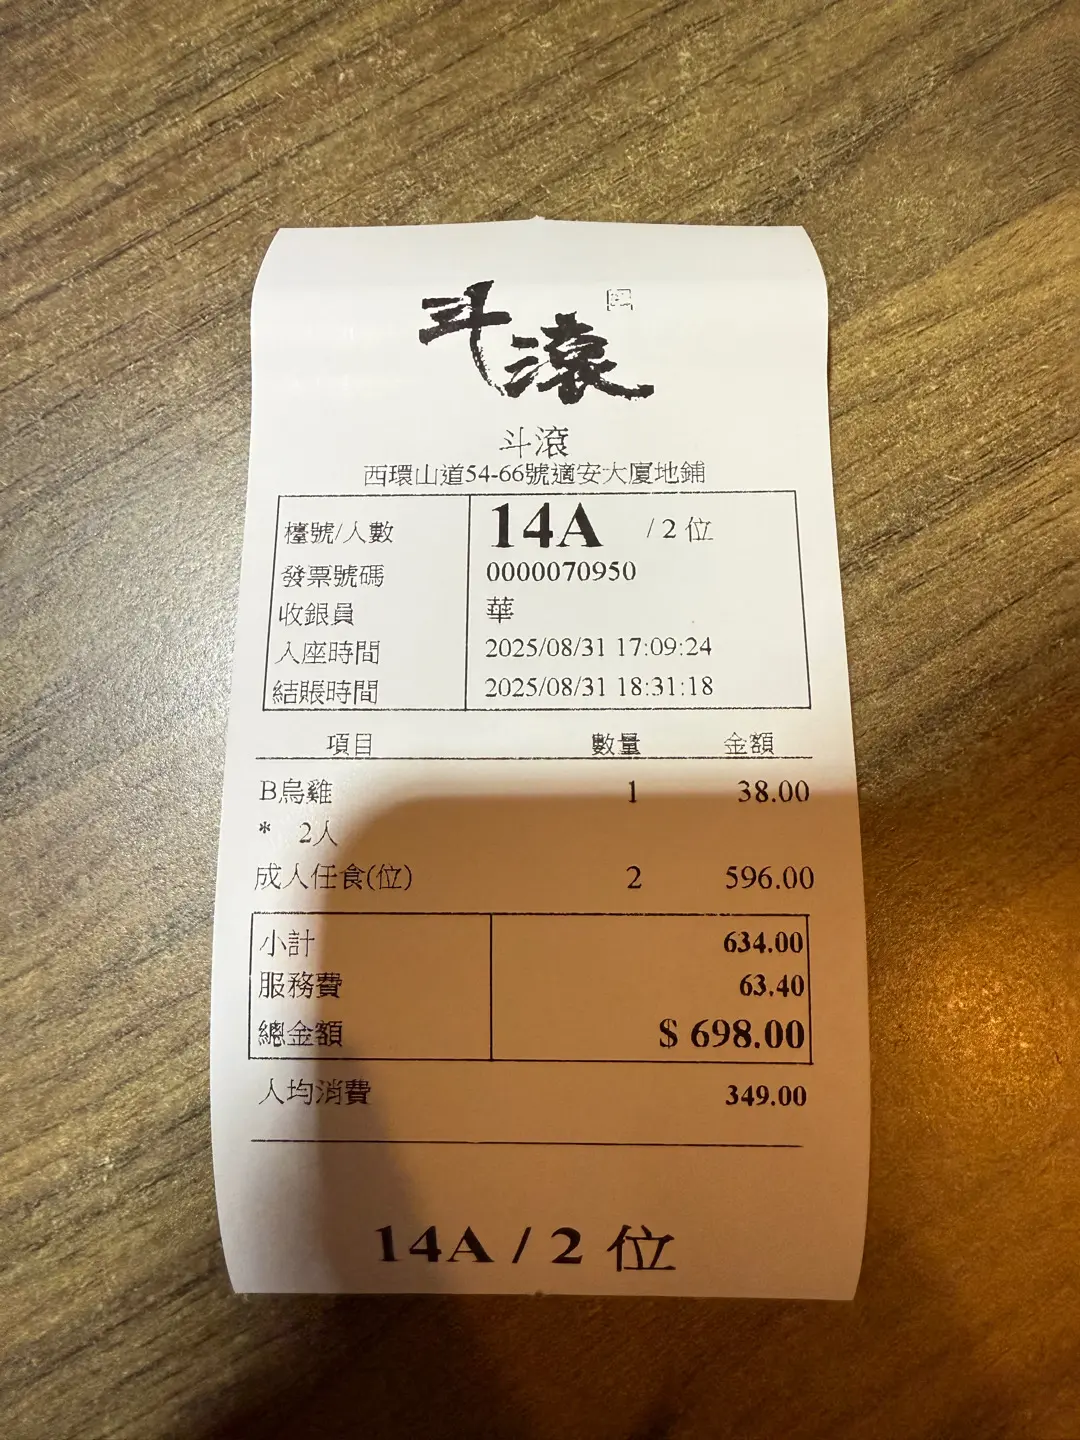 斗滾
斗滾
西環山道54-66號適安大廈地鋪
檯號/人數 14A / 2 位
發票號碼 0000070950
收銀員 華
入座時間 2025/08/31 17:09:24
結賬時間 2025/08/31 18:31:18
項目 數量 金額
B烏雞 1 38.00
* 2人
成人任食(位) 2 596.00
小計 634.00
服務費 63.40
總金額 $ 698.00
人均消費 349.00
14A / 2 位